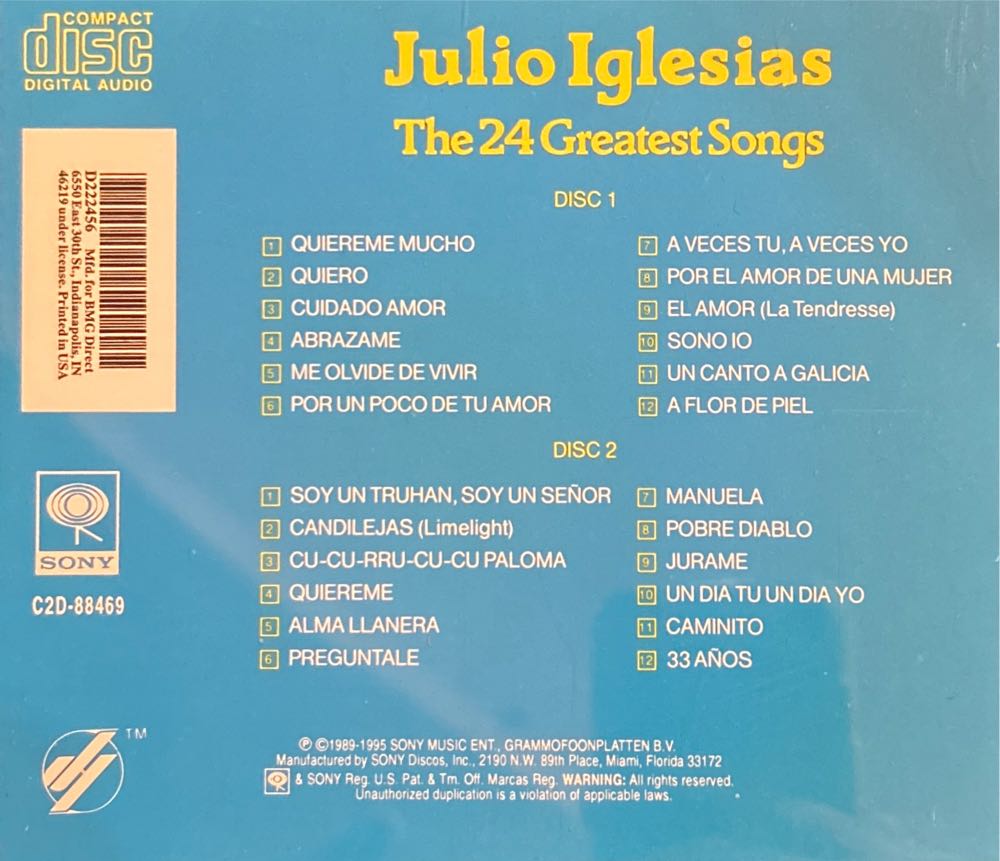 COMPACT
disc
DIGITAL AUDIO
Julio Iglesias
The 24 Greatest Songs
D222456 Mfd. for BMG Direct
6550 East 30th St., Indianapolis, IN
46219 under license. Printed in USA
DISC 1
1 QUIEREME MUCHO
2 QUIERO
3 CUIDADO AMOR
4 ABRAZAME
5 ME OLVIDE DE VIVIR
6 POR UN POCO DE TU AMOR
7 A VECES TU, A VECES YO
8 POR EL AMOR DE UNA MUJER
9 EL AMOR (La Tendresse)
10 SONO IO
11 UN CANTO A GALICIA
12 A FLOR DE PIEL
DISC 2
1 SOY UN TRUHAN, SOY UN SEÑOR
2 CANDILEJAS (Limelight)
3 CU-CU-RRU-CU-CU PALOMA
4 QUIEREME
5 ALMA LLANERA
6 PREGUNTALE
7 MANUELA
8 POBRE DIABLO
9 JURAME
10 UN DIA TU UN DIA YO
11 CAMINITO
12 33 AÑOS
SONY
C2D-88469
TM
℗ ©1989-1995 SONY MUSIC ENT., GRAMMOFOONPLATTEN B.V.
Manufactured by SONY Discos, Inc., 2190 N.W. 89th Place, Miami, Florida 33172
& SONY Reg. U.S. Pat. & Tm. Off. Marcas Reg. WARNING: All rights reserved.
Unauthorized duplication is a violation of applicable laws.